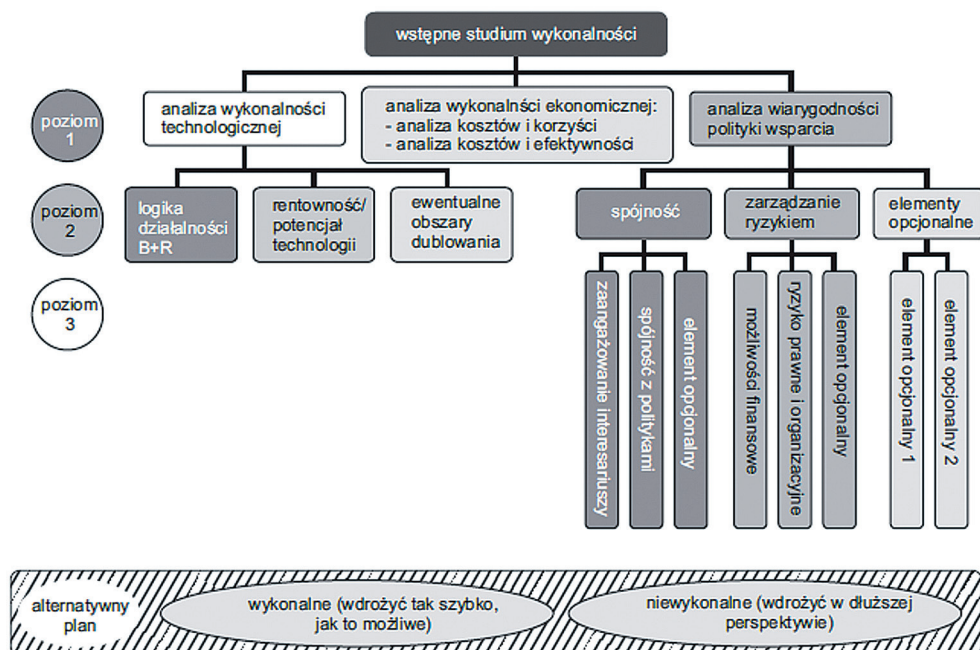 wstępne studium wykonalności
poziom
1
analiza wykonalności
technologicznej
analiza wykonalnści ekonomicznej:
- analiza kosztów i korzyści
- analiza kosztów i efektywności
analiza wiarygodności
polityki wsparcia
poziom
2
logika
działalności
B+R
rentowność/
potencjał
technologii
ewentualne
obszary
dublowania
spójność
zarządzanie
ryzykiem
elementy
opcjonalne
poziom
3
zaangażowanie interesariuszy
spójność z politykami
element opcjonalny
możliwości finansowe
ryzyko prawne i organizacyjne
element opcjonalny
element opcjonalny 1
element opcjonalny 2
alternatywny
plan
wykonalne (wdrożyć tak szybko,
jak to możliwe)
niewykonalne (wdrożyć w dłuższej
perspektywie)